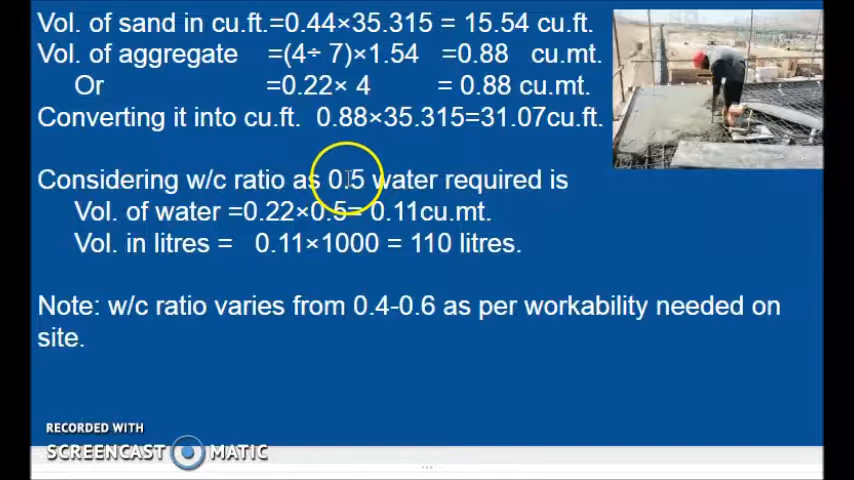 Vol. of sand in cu.ft.=0.44×35.315 = 15.54 cu.ft.
Vol. of aggregate =(4÷ 7)×1.54 =0.88 cu.mt.
Or =0.22× 4 = 0.88 cu.mt.
Converting it into cu.ft. 0.88×35.315=31.07cu.ft.
Considering w/c ratio as 0.5 water required is
Vol. of water =0.22×0.5= 0.11cu.mt.
Vol. in litres = 0.11×1000 = 110 litres.
Note: w/c ratio varies from 0.4-0.6 as per workability needed on
site.
RECORDED WITH
SCREENCAST MATIC